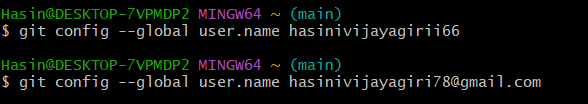 Hasin@DESKTOP-7VPMDP2 MINGW64 ~ (main)
$ git config --global user.name hasinivijayagirii66
Hasin@DESKTOP-7VPMDP2 MINGW64 ~ (main)
$ git config --global user.name hasinivijayagiri78@gmail.com